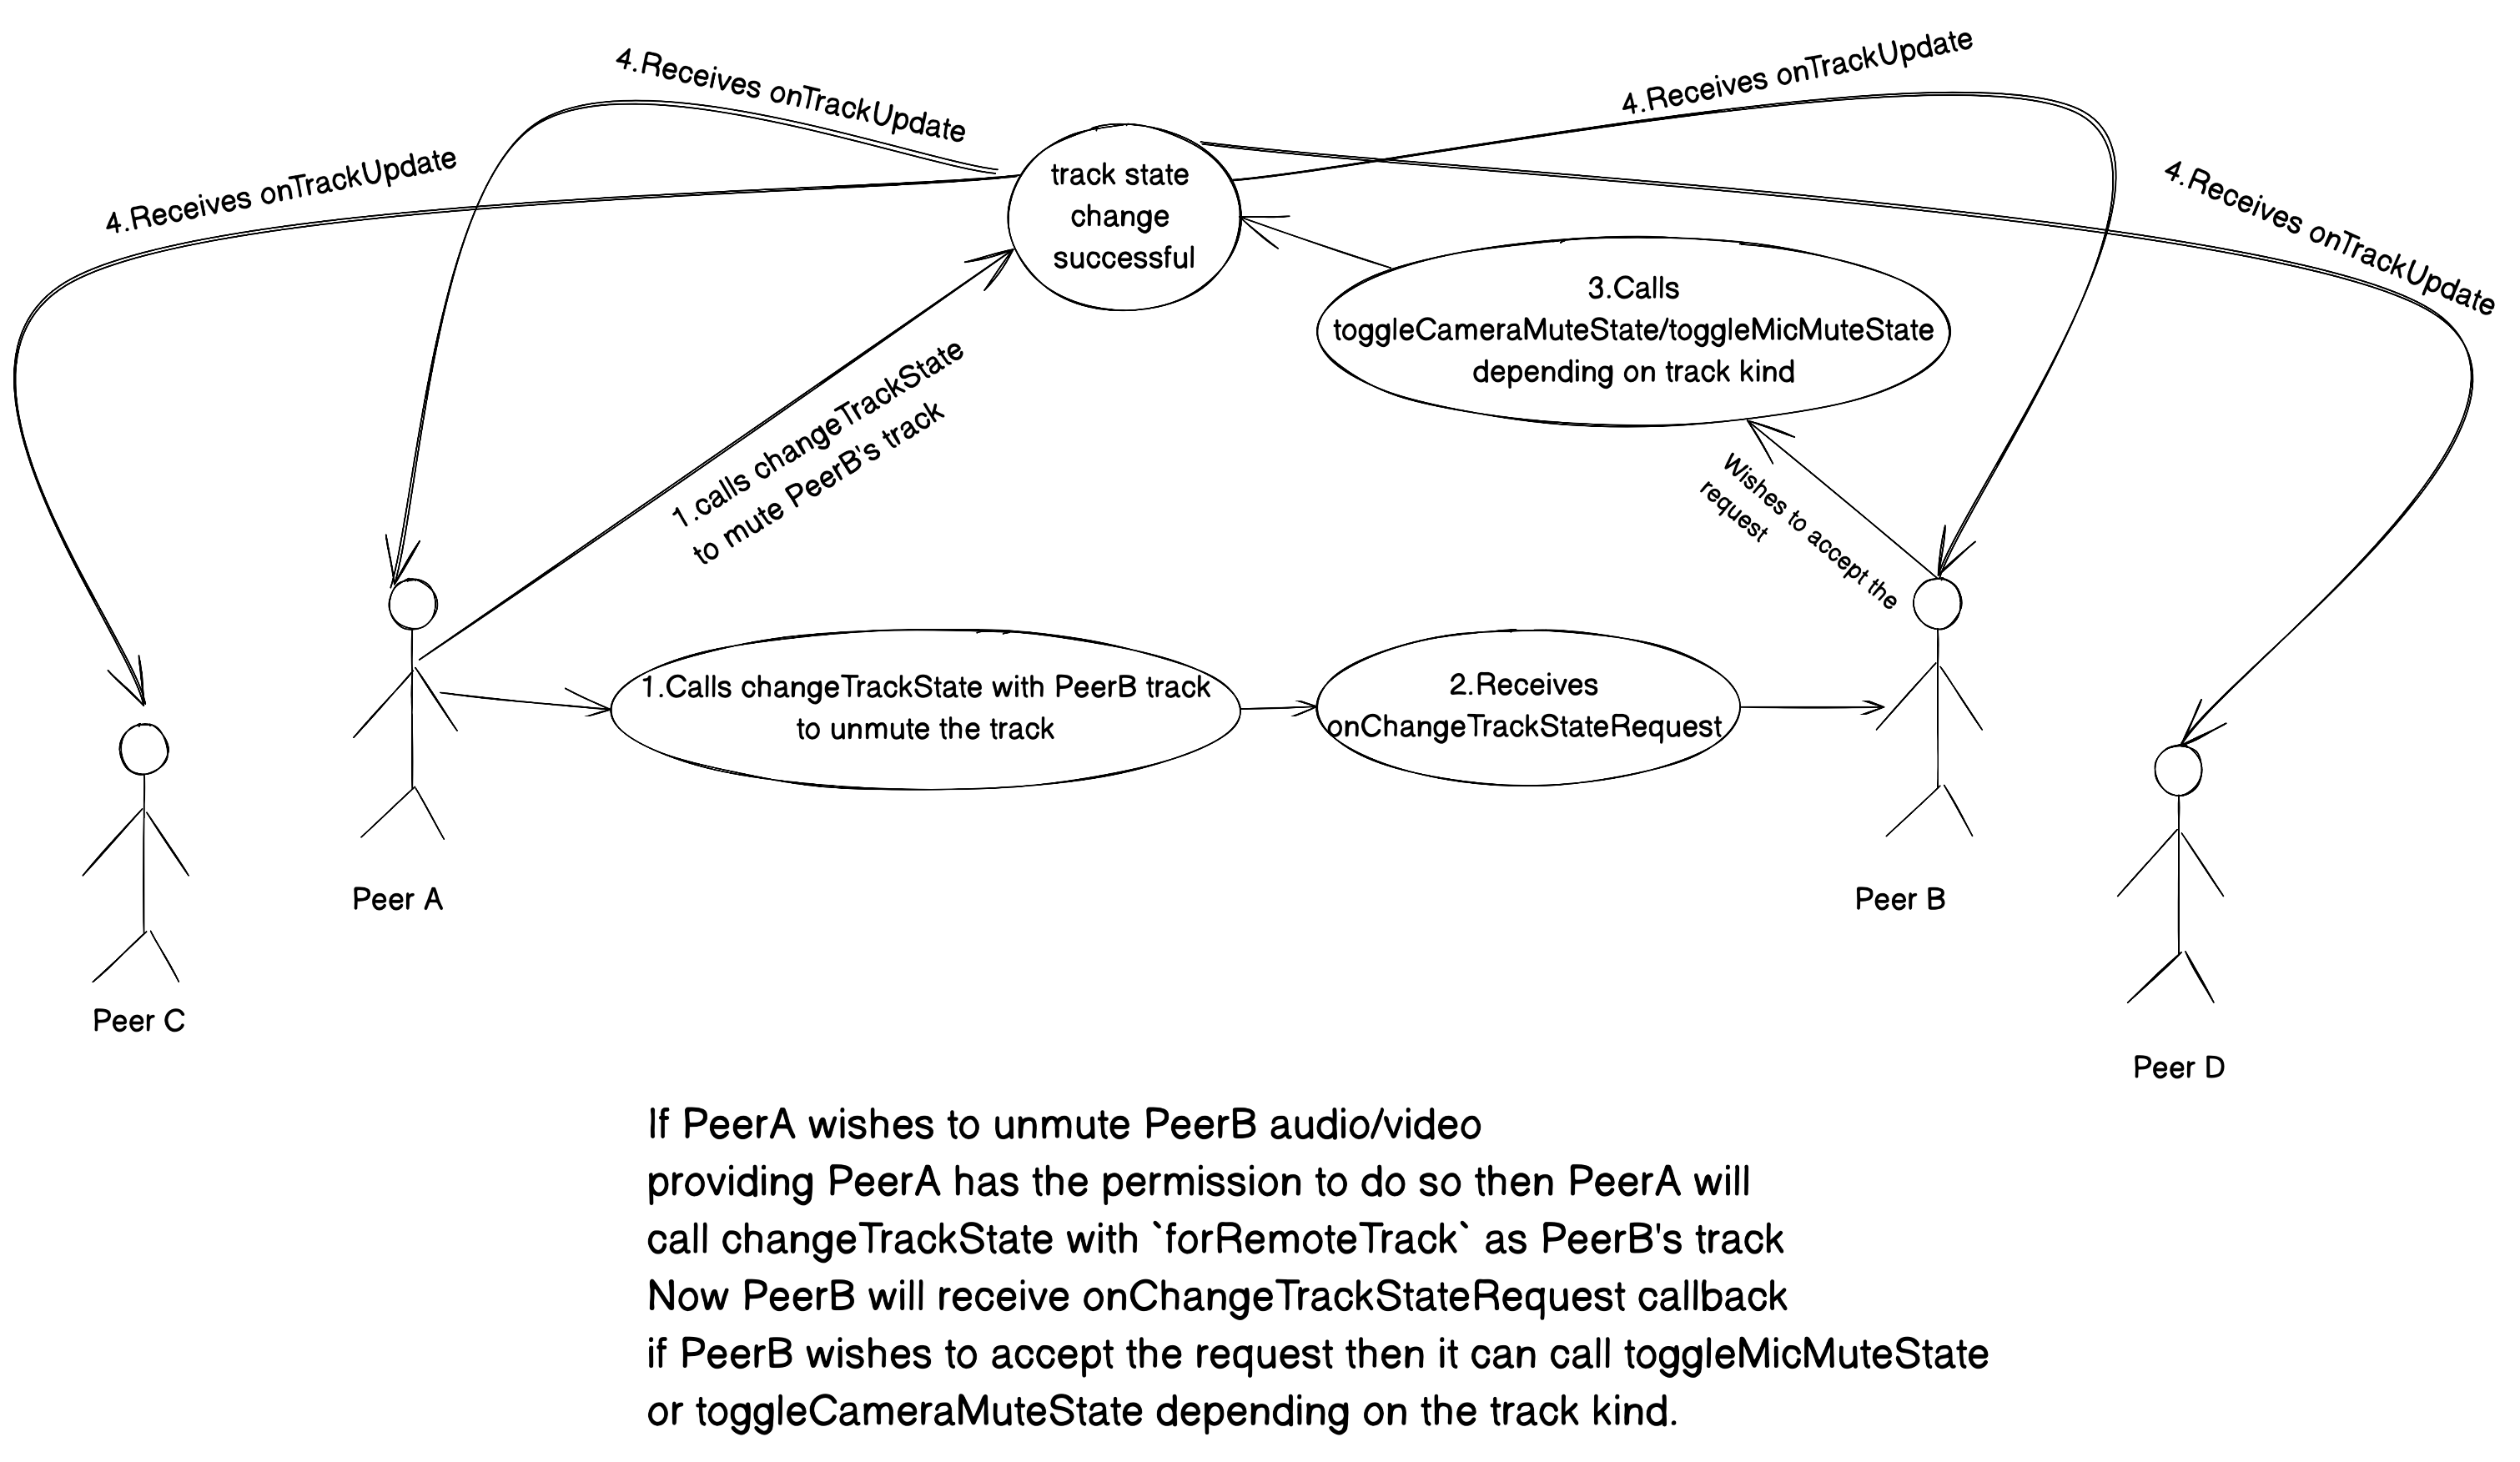 4.Receives onTrackUpdate
4.Receives onTrackUpdate
4.Receives onTrackUpdate
4.Receives onTrackUpdate
track state
change
successful
3.Calls
toggleCameraMuteState/toggleMicMuteState
depending on track kind
1.calls changeTrackState
to mute PeerB's track
Wishes to accept the
request
1.Calls changeTrackState with PeerB track
to unmute the track
2.Receives
onChangeTrackStateRequest
Peer A
Peer B
Peer C
Peer D
If PeerA wishes to unmute PeerB audio/video
providing PeerA has the permission to do so then PeerA will
call changeTrackState with `forRemoteTrack` as PeerB's track
Now PeerB will receive onChangeTrackStateRequest callback
if PeerB wishes to accept the request then it can call toggleMicMuteState
or toggleCameraMuteState depending on the track kind.